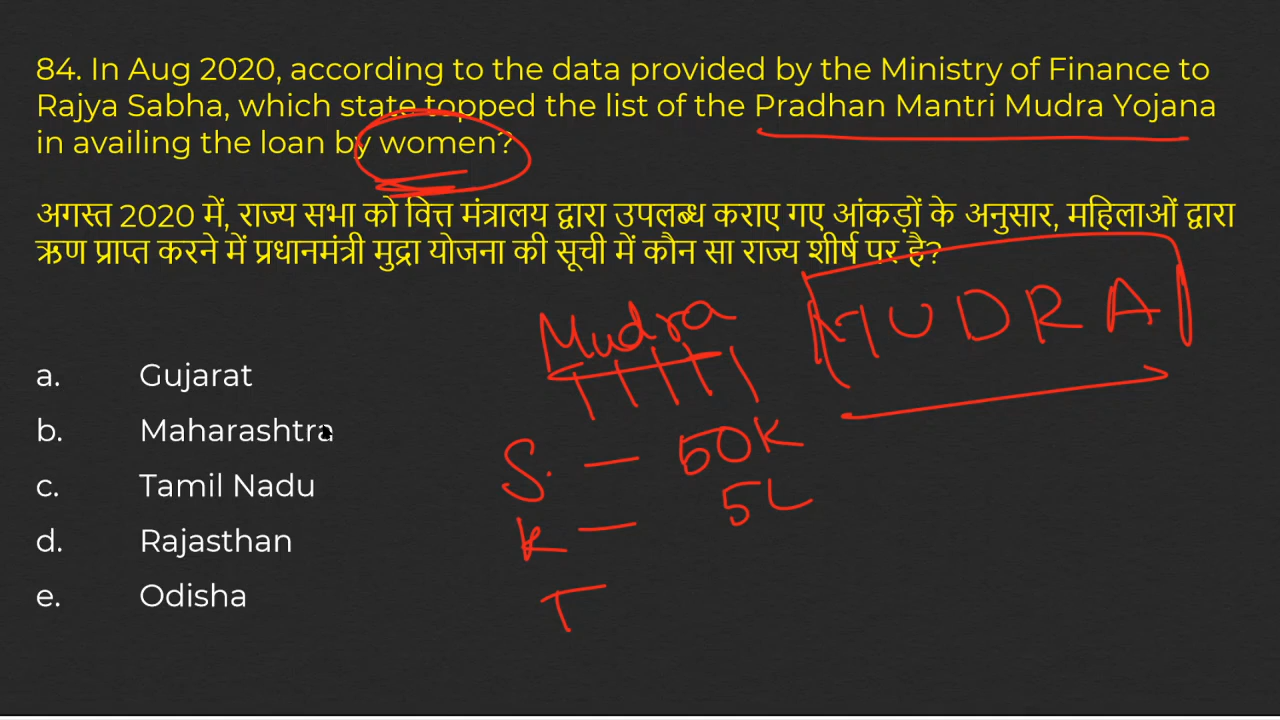 84. In Aug 2020, according to the data provided by the Ministry of Finance to
Rajya Sabha, which state topped the list of the Pradhan Mantri Mudra Yojana
in availing the loan by women?
अगस्त 2020 में, राज्य सभा को वित्त मंत्रालय द्वारा उपलब्ध कराए गए आंकड़ों के अनुसार, महिलाओं द्वारा
ऋण प्राप्त करने में प्रधानमंत्री मुद्रा योजना की सूची में कौन सा राज्य शीर्ष पर है?
Mudra
MUDRA
a. Gujarat
b. Maharashtra
c. Tamil Nadu
d. Rajasthan
e. Odisha
S. — 50K
K — 5L
T